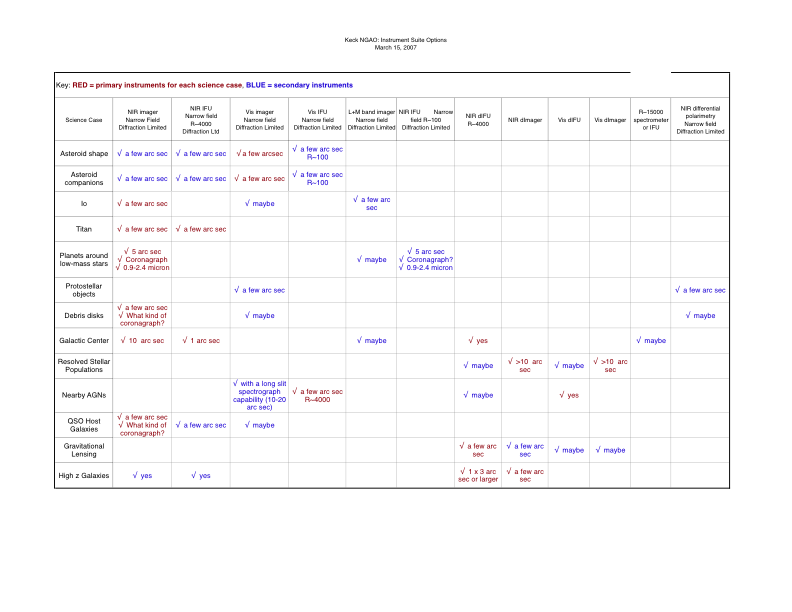 Keck NGAO: Instrument Suite Options
March 15, 2007
Key: RED = primary instruments for each science case, BLUE = secondary instruments
Science Case
NIR imager
Narrow Field
Diffraction Limited
NIR IFU
Narrow field
R~4000
Diffraction Ltd
Vis imager
Narrow field
Diffraction Limited
Vis IFU
Narrow field
Diffraction Limited
L+M band imager
Narrow field
Diffraction Limited
NIR IFU Narrow
field R~100
Diffraction Limited
NIR dIFU
R~4000
NIR dImager
Vis dIFU
Vis dImager
R~15000
spectrometer
or IFU
NIR differential
polarimetry
Narrow field
Diffraction Limited
Asteroid shape
√ a few arc sec
√ a few arc sec
√ a few arcsec
√ a few arc sec
R~100
Asteroid
companions
√ a few arc sec
√ a few arc sec
√ a few arc sec
√ a few arc sec
R~100
Io
√ a few arc sec
√ maybe
√ a few arc
sec
Titan
√ a few arc sec
√ a few arc sec
Planets around
low-mass stars
√ 5 arc sec
√ Coronagraph
√ 0.9-2.4 micron
√ maybe
√ 5 arc sec
√ Coronagraph?
√ 0.9-2.4 micron
Protostellar
objects
√ a few arc sec
√ a few arc sec
Debris disks
√ a few arc sec
√ What kind of
coronagraph?
√ maybe
√ maybe
Galactic Center
√ 10 arc sec
√ 1 arc sec
√ maybe
√ yes
√ maybe
Resolved Stellar
Populations
√ maybe
√ >10 arc
sec
√ maybe
√ >10 arc
sec
Nearby AGNs
√ with a long slit
spectrograph
capability (10-20
arc sec)
√ a few arc sec
R~4000
√ maybe
√ yes
QSO Host
Galaxies
√ a few arc sec
√ What kind of
coronagraph?
√ a few arc sec
√ maybe
Gravitational
Lensing
√ a few arc
sec
√ a few arc
sec
√ maybe
√ maybe
High z Galaxies
√ yes
√ yes
√ 1 x 3 arc
sec or larger
√ a few arc
sec